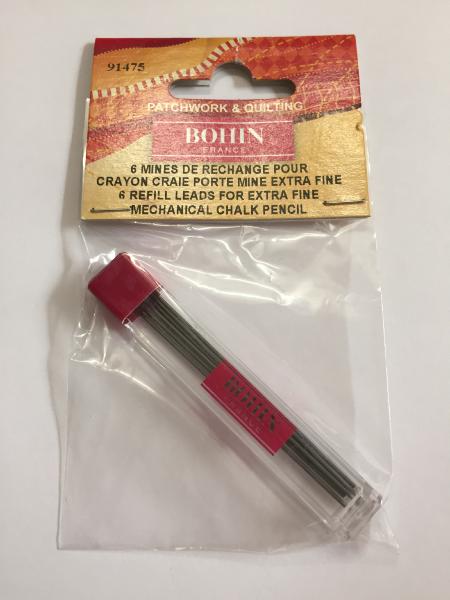 91475
PATCHWORK & QUILTING
BOHIN
FRANCE
6 MINES DE RECHANGE POUR
CRAYON CRAIE PORTE MINE EXTRA FINE
6 REFILL LEADS FOR EXTRA FINE
MECHANICAL CHALK PENCIL
BOHIN
FRANCE